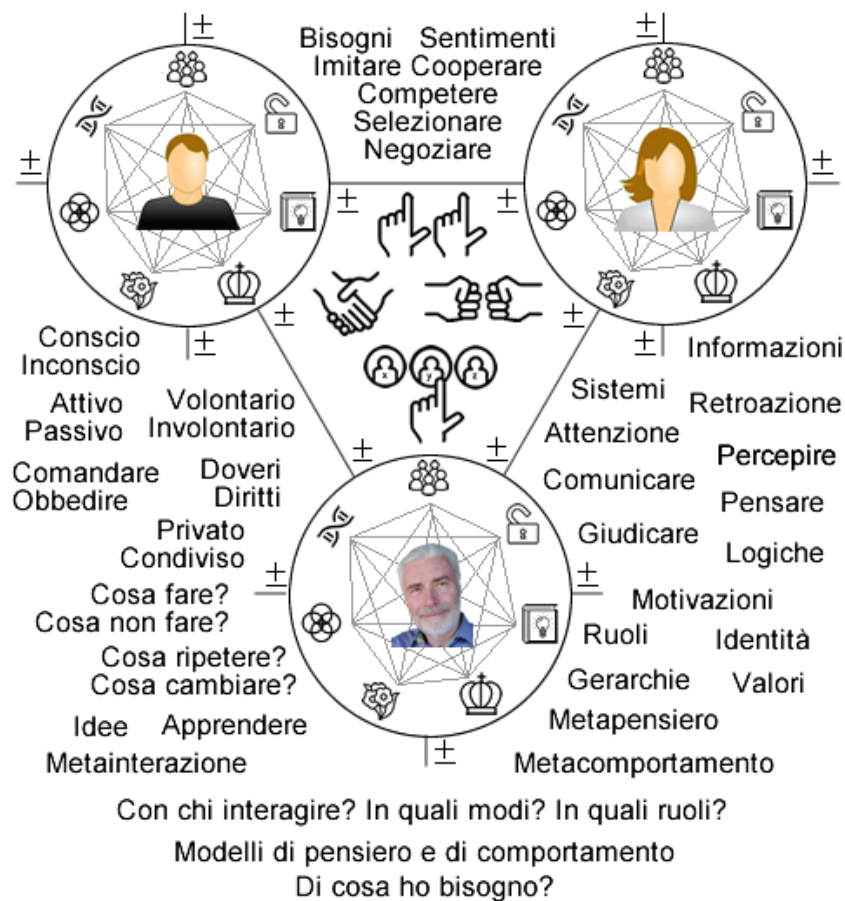 ±
Bisogni Sentimenti
Imitare Cooperare
Competere
Selezionare
Negoziare
±
± ±
± ± ±
± ±
x y z
± ±
Conscio
Inconscio
Attivo
Passivo
Volontario
Involontario
Comandare
Obbedire
Doveri
Diritti
Privato
Condiviso
Cosa fare?
Cosa non fare?
Cosa ripetere?
Cosa cambiare?
Idee Apprendere
Metainterazione
± ±
± ±
±
Informazioni
Sistemi
Retroazione
Attenzione
Percepire
Comunicare
Pensare
Giudicare
Logiche
Motivazioni
Ruoli Identità
Gerarchie Valori
Metapensiero
Metacomportamento
Con chi interagire? In quali modi? In quali ruoli?
Modelli di pensiero e di comportamento
Di cosa ho bisogno?